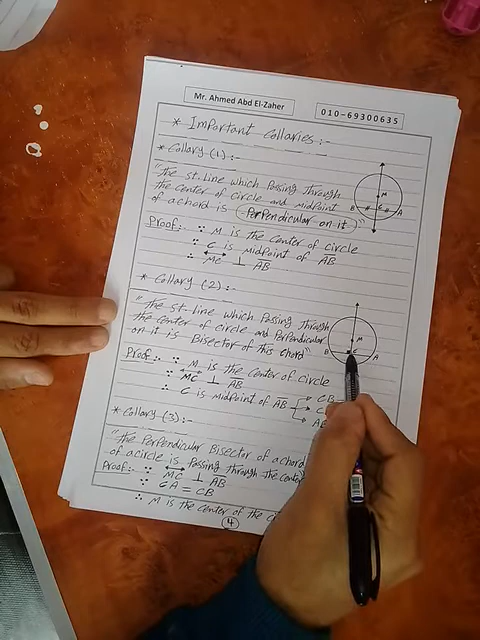 Mr. Ahmed Abd El-Zaher
010-69300635
* Important Collaries:-
* Collary(1):-
"The st. line which Passing Through
the center of circle and midpoint
of a chord is (Perpendicular on it)
Proof:- ∵ M is the center of circle
∵ C is midpoint of AB
∴ MC ⊥ AB
M
B
C
A
* Collary (2):-
"The st. line which Passing Through
the center of circle and Perpendicular
on it is Bisector of This chord"
Proof:- ∵ M is the center of circle
∵ MC ⊥ AB
∴ C is midpoint of AB
CB
AB
M
B
C
A
* Collary (3):-
"the Perpendicular Bisector of a chord
of a circle is Passing through the center
Proof:- ∵ MC ⊥ AB
∵ CA = CB
∴ M is the center of the
4